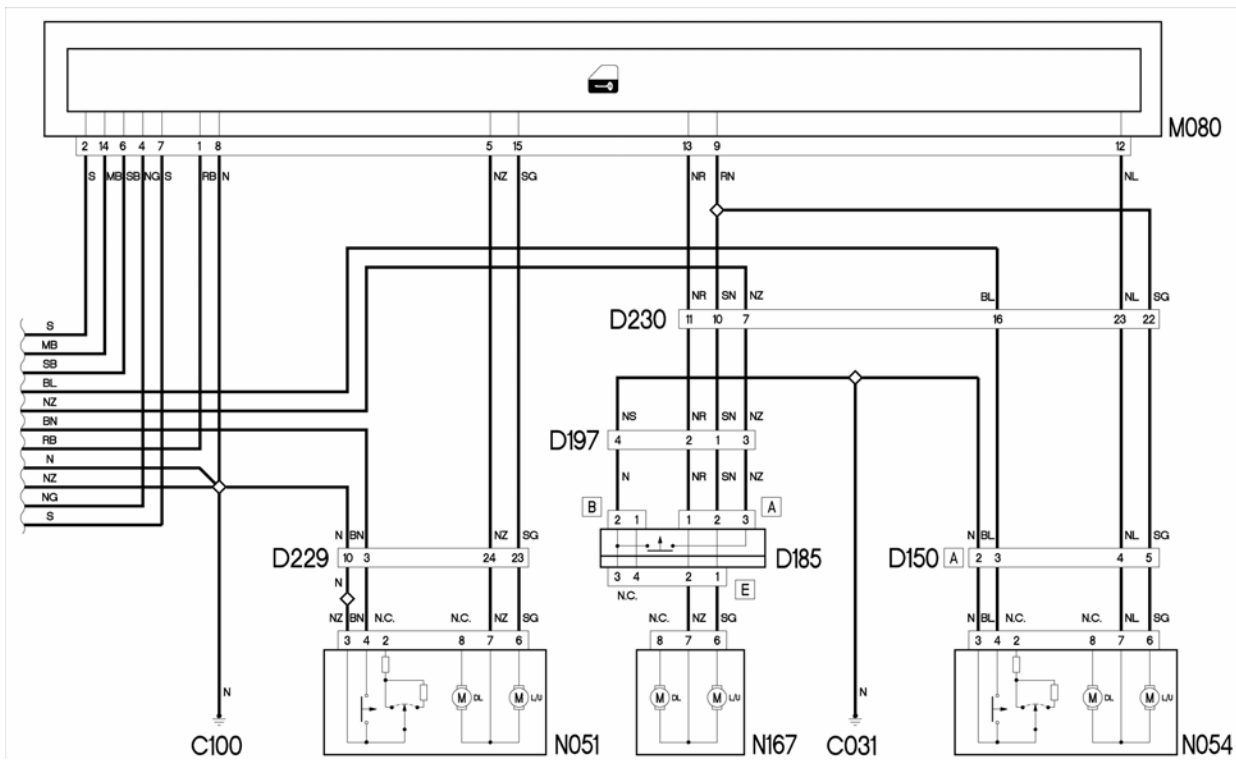 M080
2 14 6 4 7 1 8 5 15 13 9 12
S MB SB NG S RB N NZ SG NR RN NL
NR SN NZ BL NL SG
D230 11 10 7 16 23 22
S
MB
SB
BL
NZ
BN
RB
N
NZ
NG
S
NS NR SN NZ
D197 4 2 1 3
N NR SN NZ
B 2 1 1 2 3 A
N BN NZ SG N BL NL SG
D229 10 3 24 23 D185 D150 A 2 3 4 5
3 4 2 1 E
N N.C.
NZ BN N.C. N.C. NZ SG N.C. NZ SG N BL N.C. N.C. NL SG
3 4 2 8 7 6 8 7 6 3 4 2 8 7 6
M DL M L/U M DL M L/U M DL M L/U
N N
C100 N051 N167 C031 N054